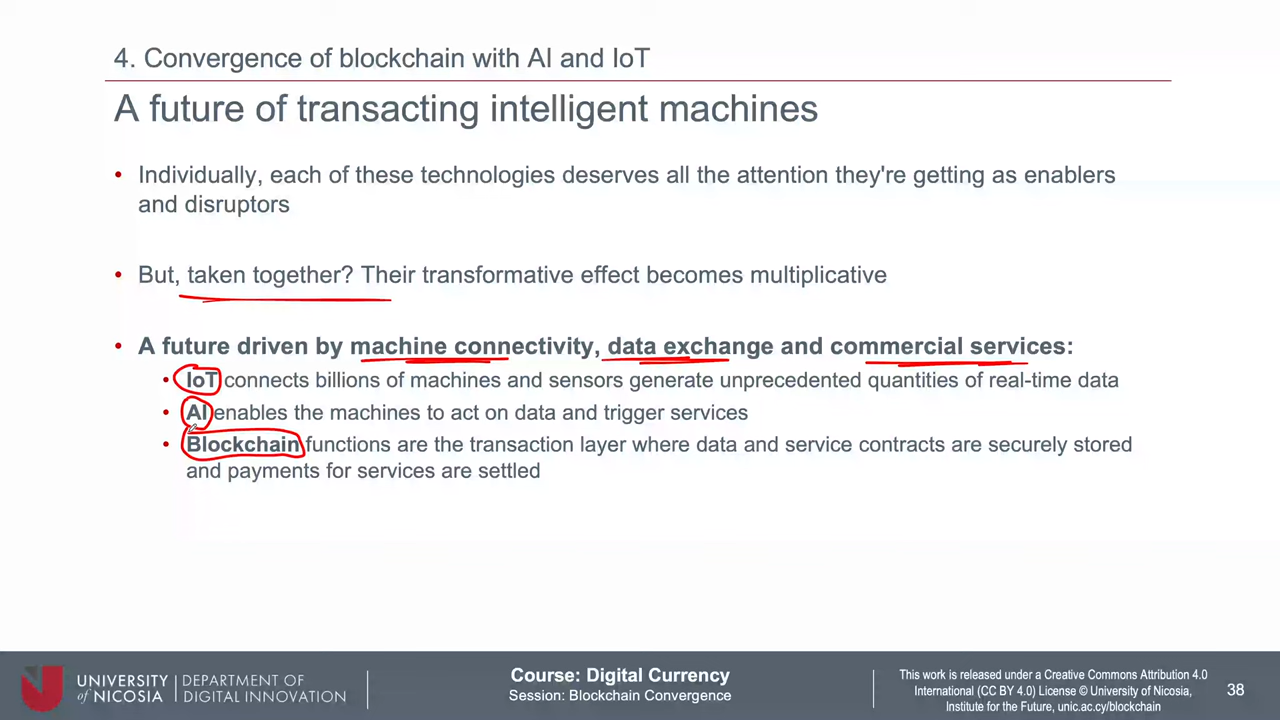 4. Convergence of blockchain with AI and IoT
A future of transacting intelligent machines
• Individually, each of these technologies deserves all the attention they're getting as enablers
and disruptors
• But, taken together? Their transformative effect becomes multiplicative
• A future driven by machine connectivity, data exchange and commercial services:
• IoT connects billions of machines and sensors generate unprecedented quantities of real-time data
• AI enables the machines to act on data and trigger services
• Blockchain functions are the transaction layer where data and service contracts are securely stored
and payments for services are settled
UNIVERSITY
of NICOSIA
DEPARTMENT OF
DIGITAL INNOVATION
Course: Digital Currency
Session: Blockchain Convergence
This work is released under a Creative Commons Attribution 4.0
International (CC BY 4.0) License © University of Nicosia,
Institute for the Future, unic.ac.cy/blockchain
38